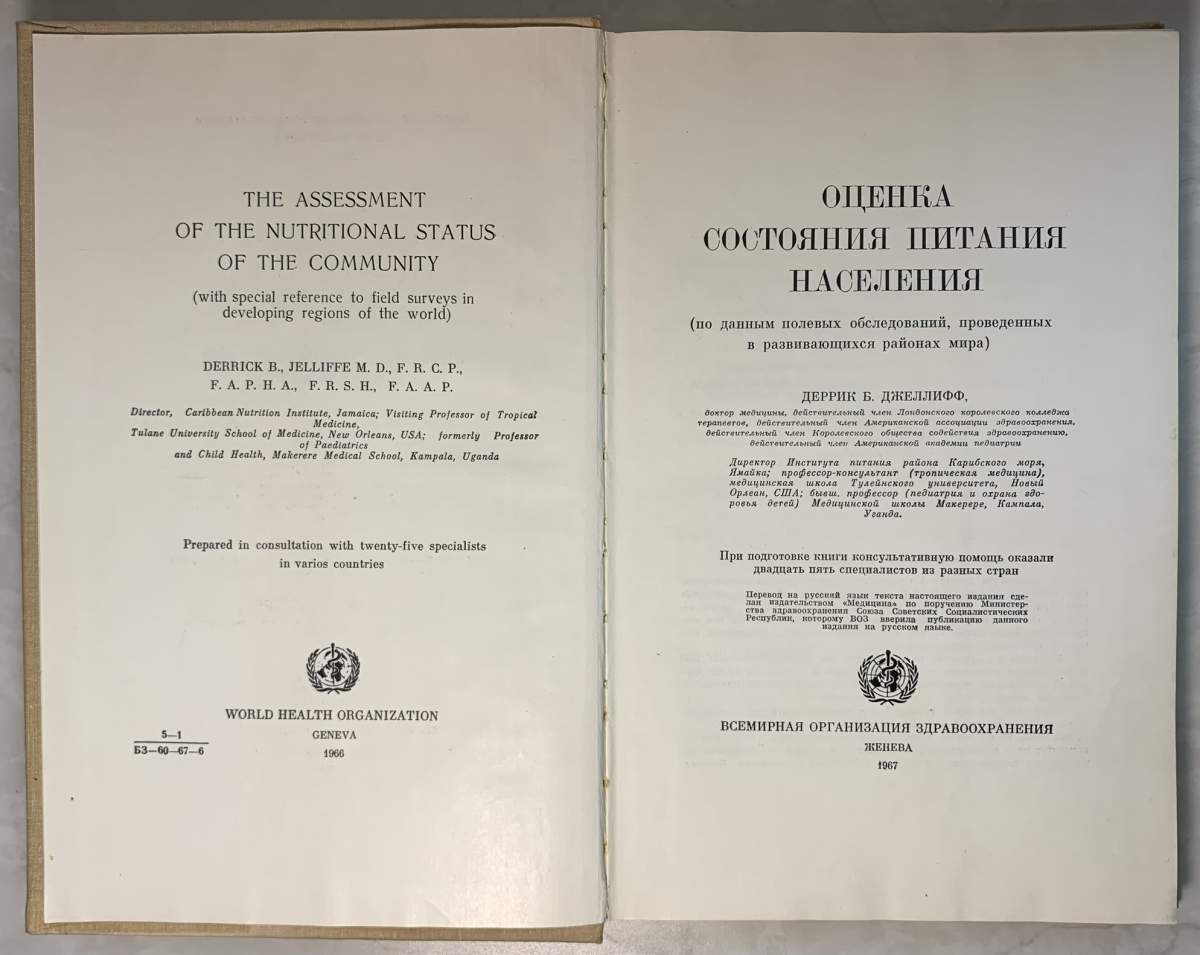 THE ASSESSMENT
OF THE NUTRITIONAL STATUS
OF THE COMMUNITY
(with special reference to field surveys in
developing regions of the world)
DERRICK B., JELLIFFE M. D., F. R. C. P.,
F. A. P. H. A., F. R. S. H., F. A. A. P.
Director, Caribbean Nutrition Institute, Jamaica; Visiting Professor of Tropical
Medicine,
Tulane University School of Medicine, New Orleans, USA; formerly Professor
of Paediatrics
and Child Health, Makerere Medical School, Kampala, Uganda
Prepared in consultation with twenty-five specialists
in varios countries
WORLD HEALTH ORGANIZATION
GENEVA
1966
5—1
БЗ—60—67—6
ОЦЕНКА
СОСТОЯНИЯ ПИТАНИЯ
НАСЕЛЕНИЯ
(по данным полевых обследований, проведенных
в развивающихся районах мира)
ДЕРРИК Б. ДЖЕЛЛИФФ,
доктор медицины, действительный член Лондонского королевского колледжа
терапевтов, действительный член Американской ассоциации здравоохранения,
действительный член Королевского общества содействия здравоохранению,
действительный член Американской академии педиатрии
Директор Института питания района Карибского моря,
Ямайка; профессор-консультант (тропическая медицина),
медицинская школа Тулейнского университета, Новый
Орлеан, США; бывш. профессор (педиатрия и охрана здо-
ровья детей) Медицинской школы Макерере, Кампала,
Уганда.
При подготовке книги консультативную помощь оказали
двадцать пять специалистов из разных стран
Перевод на русский язык текста настоящего издания сде-
лан издательством «Медицина» по поручению Министер-
ства здравоохранения Союза Советских Социалистических
Республик, которому ВОЗ вверила публикацию данного
издания на русском языке.
ВСЕМИРНАЯ ОРГАНИЗАЦИЯ ЗДРАВООХРАНЕНИЯ
ЖЕНЕВА
1967